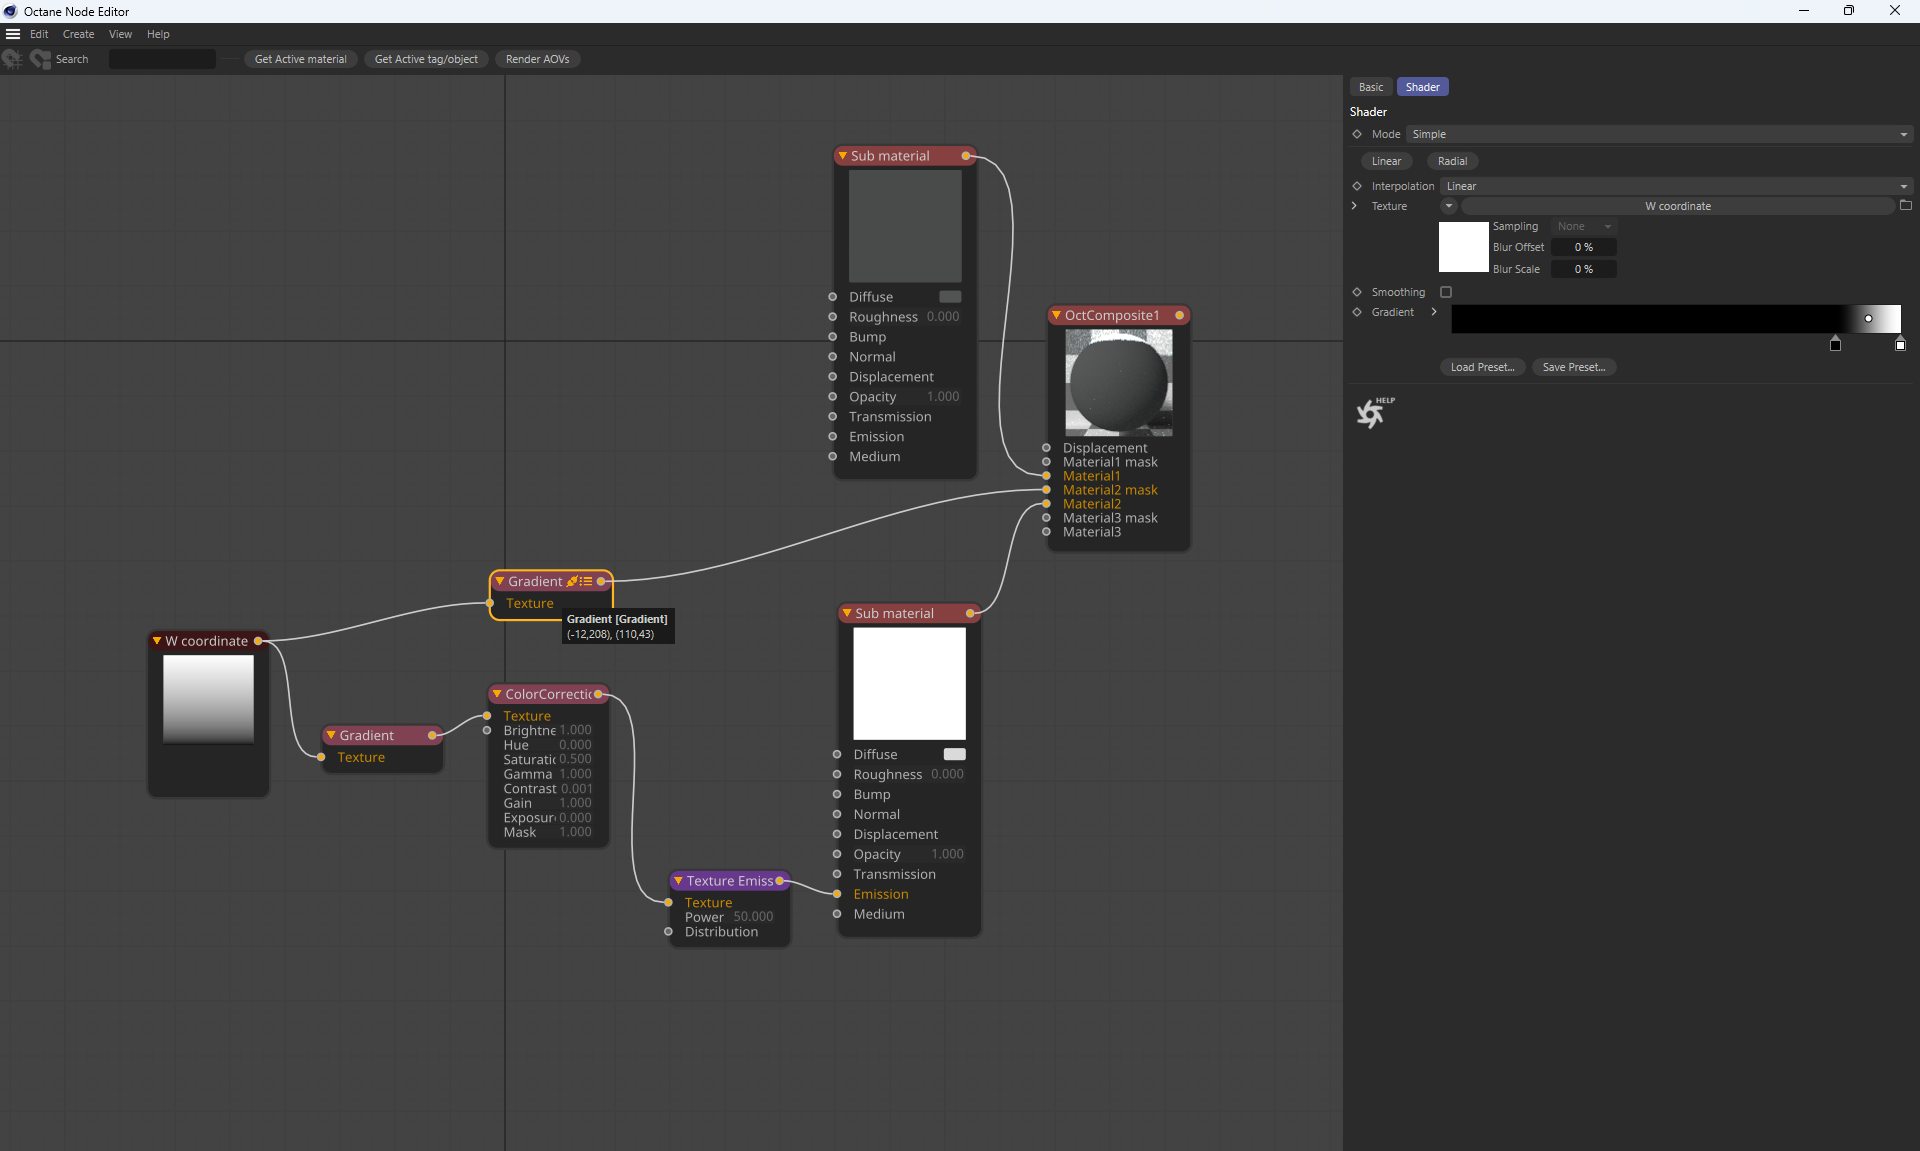 Octane Node Editor
Edit Create View Help
Search Get Active material Get Active tag/object Render AOVs
Basic Shader
Shader
Mode Simple
Linear Radial
Interpolation Linear
Texture W coordinate
Sampling None
Blur Offset 0 %
Blur Scale 0 %
Smoothing
Gradient
Load Preset... Save Preset...
HELP
Sub material
Diffuse
Roughness 0.000
Bump
Normal
Displacement
Opacity 1.000
Transmission
Emission
Medium
OctComposite1
Displacement
Material1 mask
Material1
Material2 mask
Material2
Material3 mask
Material3
Gradient
Texture
Gradient [Gradient]
(-12,208), (110,43)
W coordinate
Gradient
Texture
ColorCorrectic
Texture
Brightne 1.000
Hue 0.000
Saturatic 0.500
Gamma 1.000
Contrast 0.001
Gain 1.000
Exposur 0.000
Mask 1.000
Texture Emiss
Texture
Power 50.000
Distribution
Sub material
Diffuse
Roughness 0.000
Bump
Normal
Displacement
Opacity 1.000
Transmission
Emission
Medium